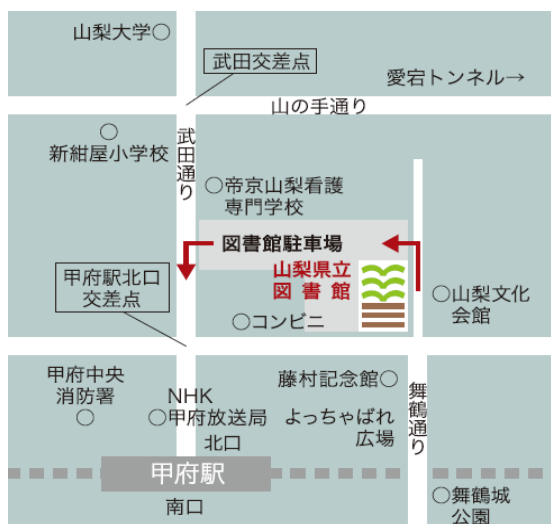 山梨大学○
武田交差点
愛宕トンネル→
山の手通り
○
新紺屋小学校
武田通り
○帝京山梨看護
専門学校
図書館駐車場
山梨県立
図書館
甲府駅北口
交差点
○コンビニ
○山梨文化
会館
甲府中央
消防署
○
NHK
○甲府放送局
北口
藤村記念館○
よっちゃばれ
広場
舞鶴通り
甲府駅
南口
○舞鶴城
公園